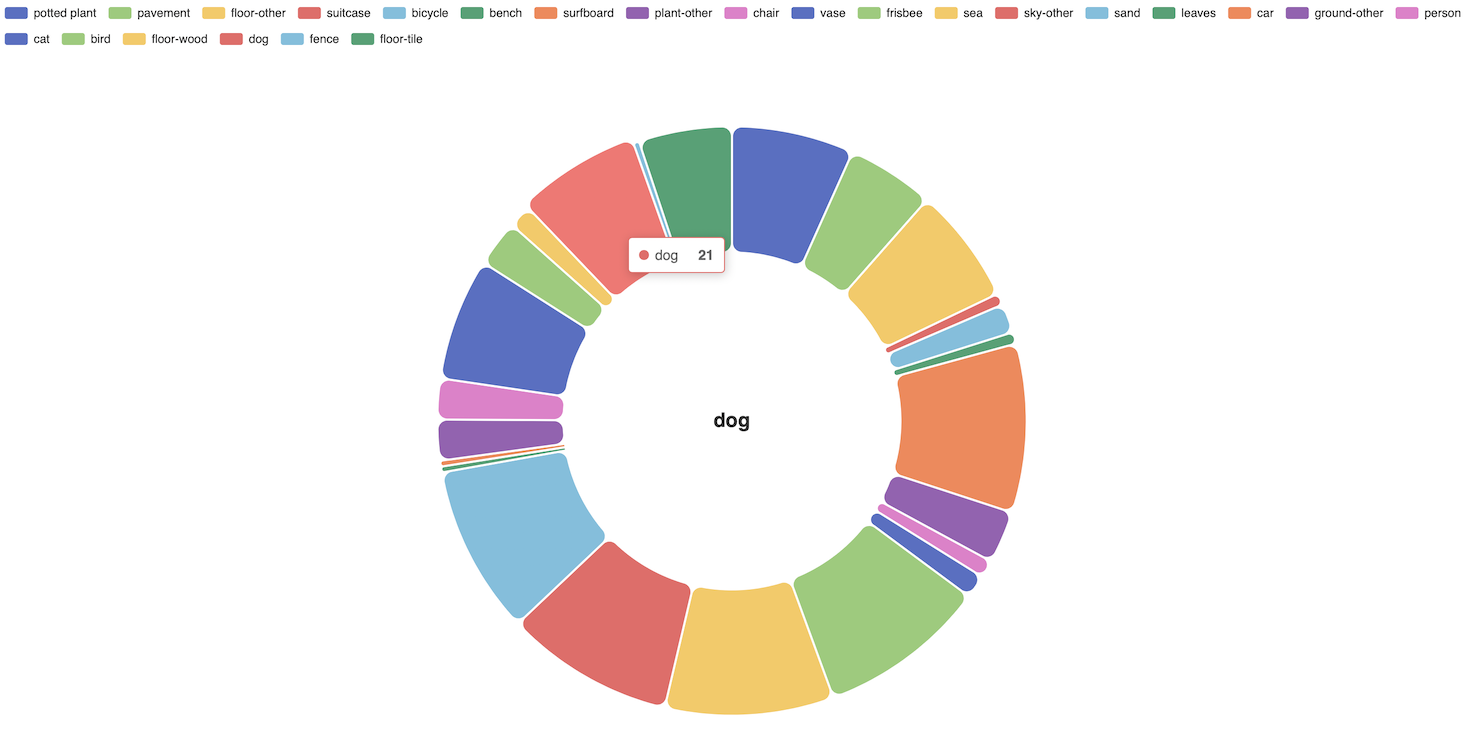 potted plant pavement floor-other suitcase bicycle bench surfboard plant-other chair vase frisbee sea sky-other sand leaves car ground-other person
cat bird floor-wood dog fence floor-tile
dog 21
dog